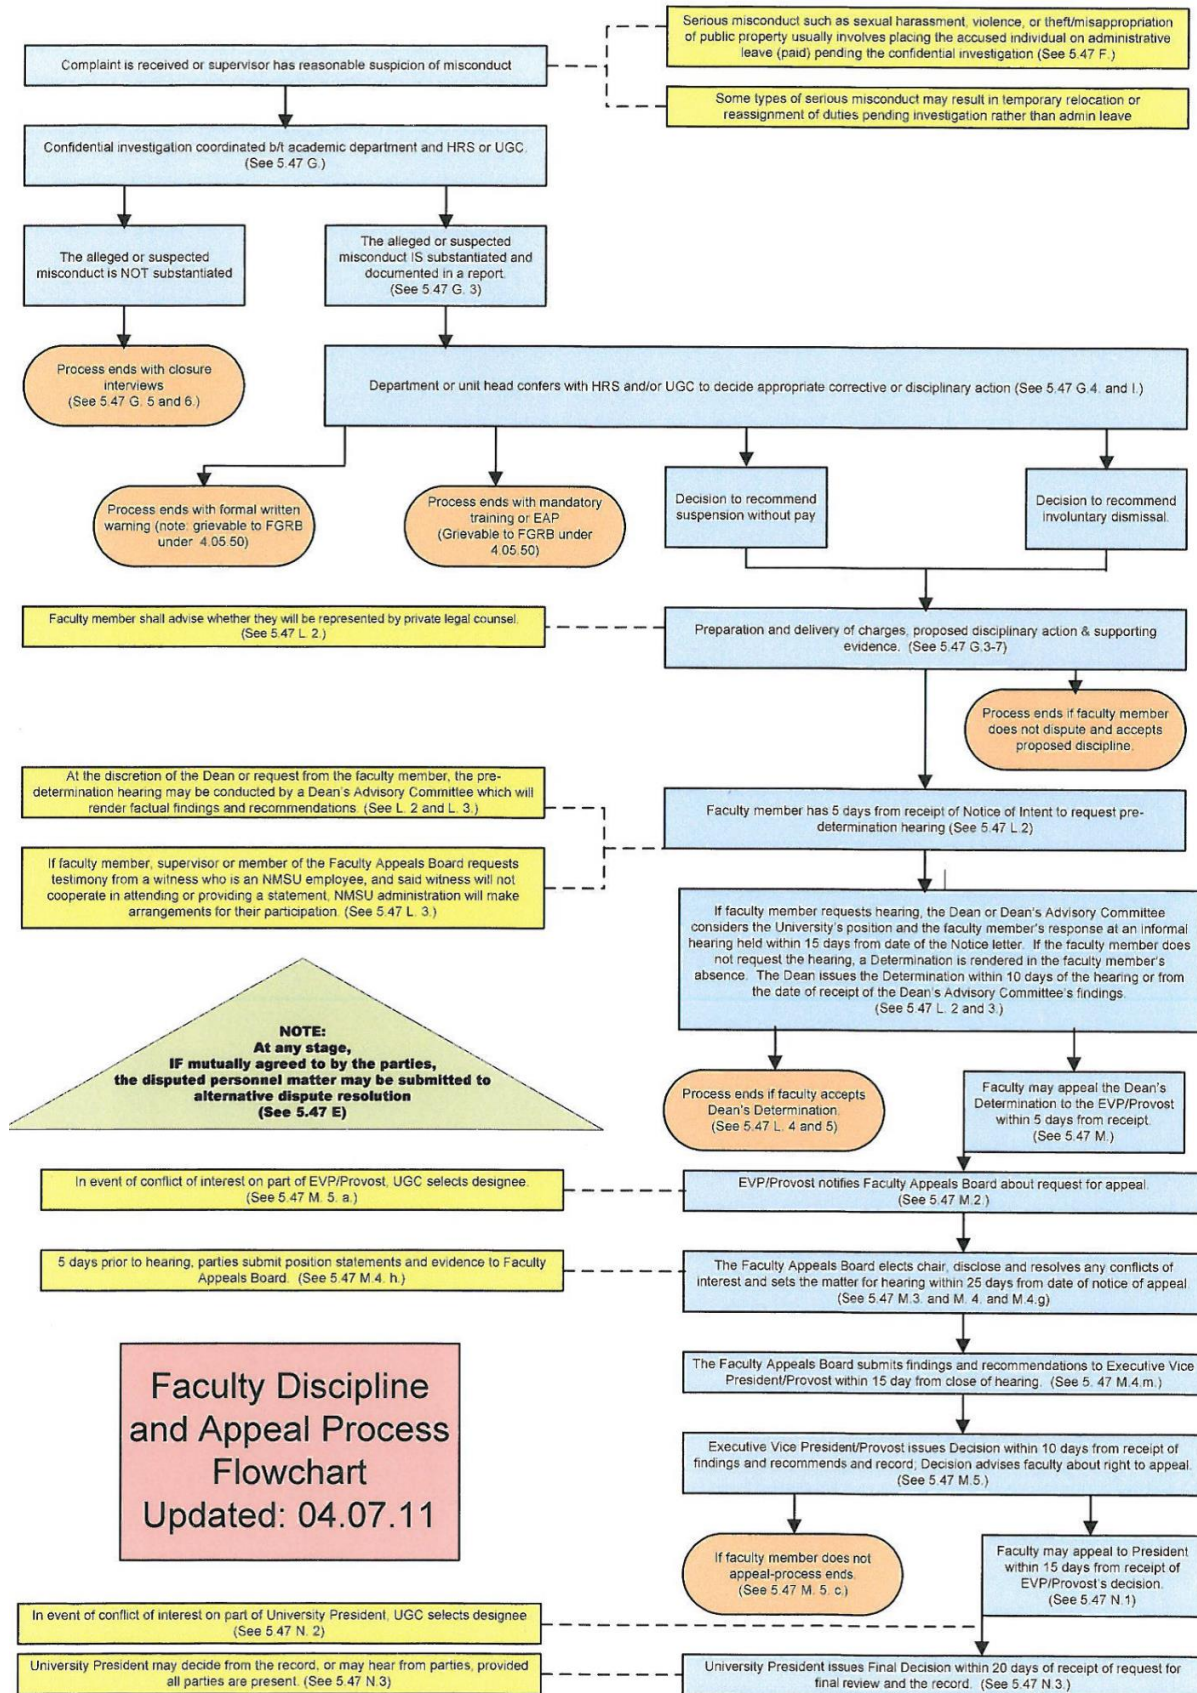 Serious misconduct such as sexual harassment, violence, or theft/misappropriation
of public property usually involves placing the accused individual on administrative
leave (paid) pending the confidential investigation (See 5.47 F.)
Complaint is received or supervisor has reasonable suspicion of misconduct
Some types of serious misconduct may result in temporary relocation or
reassignment of duties pending investigation rather than admin leave
Confidential investigation coordinated b/t academic department and HRS or UGC.
(See 5.47 G.)
The alleged or suspected
misconduct is NOT substantiated
The alleged or suspected
misconduct IS substantiated and
documented in a report.
(See 5.47 G. 3)
Process ends with closure
interviews
(See 5.47 G. 5 and 6.)
Department or unit head confers with HRS and/or UGC to decide appropriate corrective or disciplinary action (See 5.47 G.4. and I.)
Process ends with formal written
warning (note: grievable to FGRB
under 4.05.50)
Process ends with mandatory
training or EAP
(Grievable to FGRB under
4.05.50)
Decision to recommend
suspension without pay
Decision to recommend
involuntary dismissal.
Faculty member shall advise whether they will be represented by private legal counsel.
(See 5.47 L. 2.)
Preparation and delivery of charges, proposed disciplinary action & supporting
evidence. (See 5.47 G.3-7)
Process ends if faculty member
does not dispute and accepts
proposed discipline.
At the discretion of the Dean or request from the faculty member, the pre-
determination hearing may be conducted by a Dean's Advisory Committee which will
render factual findings and recommendations. (See L. 2 and L. 3.)
Faculty member has 5 days from receipt of Notice of Intent to request pre-
determination hearing (See 5.47 L.2)
If faculty member, supervisor or member of the Faculty Appeals Board requests
testimony from a witness who is an NMSU employee, and said witness will not
cooperate in attending or providing a statement, NMSU administration will make
arrangements for their participation. (See 5.47 L. 3.)
If faculty member requests hearing, the Dean or Dean's Advisory Committee
considers the University's position and the faculty member's response at an informal
hearing held within 15 days from date of the Notice letter. If the faculty member does
not request the hearing, a Determination is rendered in the faculty member's
absence. The Dean issues the Determination within 10 days of the hearing or from
the date of receipt of the Dean's Advisory Committee's findings.
(See 5.47 L. 2 and 3.)
NOTE:
At any stage,
IF mutually agreed to by the parties,
the disputed personnel matter may be submitted to
alternative dispute resolution
(See 5.47 E)
Process ends if faculty accepts
Dean's Determination.
(See 5.47 L. 4 and 5)
Faculty may appeal the Dean's
Determination to the EVP/Provost
within 5 days from receipt.
(See 5.47 M.)
In event of conflict of interest on part of EVP/Provost, UGC selects designee.
(See 5.47 M. 5. a.)
EVP/Provost notifies Faculty Appeals Board about request for appeal.
(See 5.47 M.2.)
5 days prior to hearing, parties submit position statements and evidence to Faculty
Appeals Board. (See 5.47 M.4. h.)
The Faculty Appeals Board elects chair, disclose and resolves any conflicts of
interest and sets the matter for hearing within 25 days from date of notice of appeal.
(See 5.47 M.3. and M. 4. and M.4.g)
The Faculty Appeals Board submits findings and recommendations to Executive Vice
President/Provost within 15 day from close of hearing. (See 5. 47 M.4.m.)
Faculty Discipline
and Appeal Process
Flowchart
Updated: 04.07.11
Executive Vice President/Provost issues Decision within 10 days from receipt of
findings and recommends and record; Decision advises faculty about right to appeal.
(See 5.47 M.5.)
If faculty member does not
appeal-process ends.
(See 5.47 M. 5. c.)
Faculty may appeal to President
within 15 days from receipt of
EVP/Provost's decision.
(See 5.47 N.1)
In event of conflict of interest on part of University President, UGC selects designee
(See 5.47 N. 2)
University President may decide from the record, or may hear from parties, provided
all parties are present. (See 5.47 N.3)
University President issues Final Decision within 20 days of receipt of request for
final review and the record. (See 5.47 N.3.)